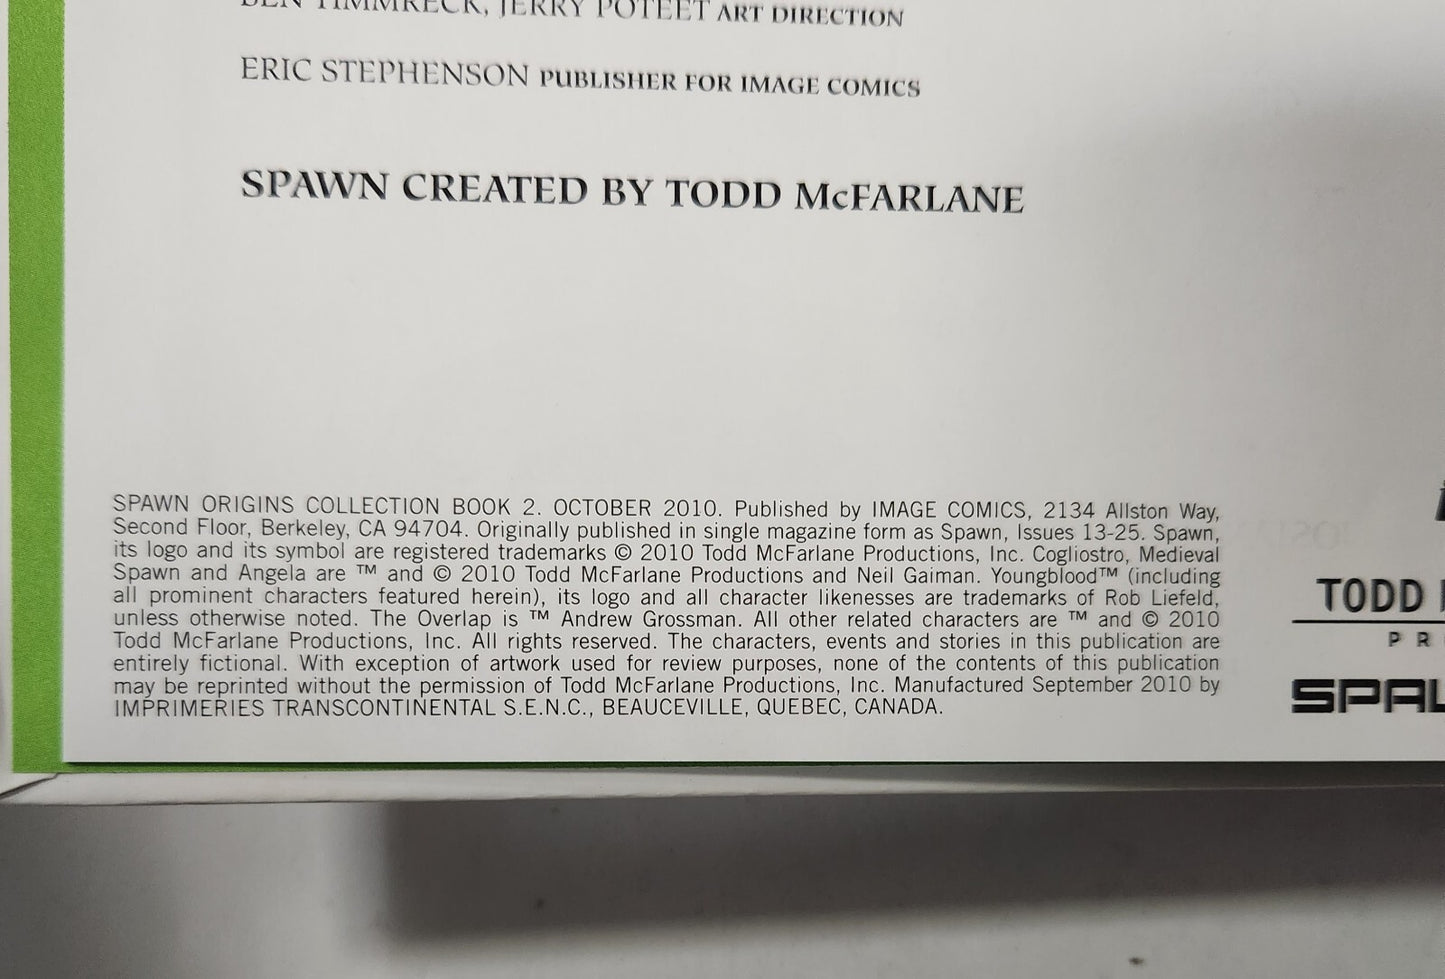 BEN TIMMRECK, JERRY POTEET ART DIRECTION
ERIC STEPHENSON PUBLISHER FOR IMAGE COMICS
SPAWN CREATED BY TODD McFARLANE
SPAWN ORIGINS COLLECTION BOOK 2. OCTOBER 2010. Published by IMAGE COMICS, 2134 Allston Way,
Second Floor, Berkeley, CA 94704. Originally published in single magazine form as Spawn, Issues 13-25. Spawn,
its logo and its symbol are registered trademarks © 2010 Todd McFarlane Productions, Inc. Cogliostro, Medieval
Spawn and Angela are ™ and © 2010 Todd McFarlane Productions and Neil Gaiman. Youngblood™ (including
all prominent characters featured herein), its logo and all character likenesses are trademarks of Rob Liefeld,
unless otherwise noted. The Overlap is ™ Andrew Grossman. All other related characters are ™ and © 2010
Todd McFarlane Productions, Inc. All rights reserved. The characters, events and stories in this publication are
entirely fictional. With exception of artwork used for review purposes, none of the contents of this publication
may be reprinted without the permission of Todd McFarlane Productions, Inc. Manufactured September 2010 by
IMPRIMERIES TRANSCONTINENTAL S.E.N.C., BEAUCEVILLE, QUEBEC, CANADA.
TODD
PR
SPA